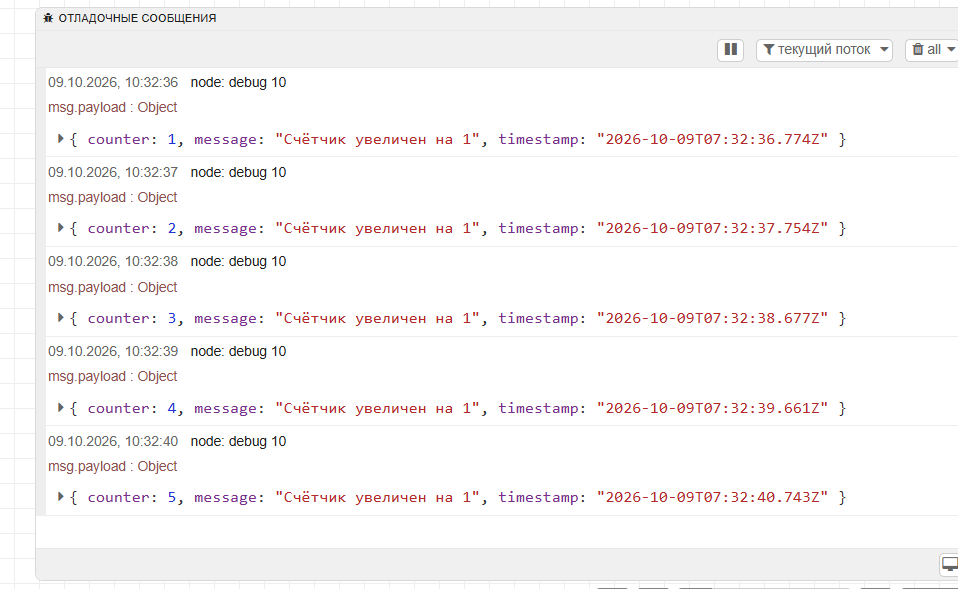 ОТЛАДОЧНЫЕ СООБЩЕНИЯ
текущий поток all
09.10.2026, 10:32:36 node: debug 10
msg.payload : Object
{ counter: 1, message: "Счётчик увеличен на 1", timestamp: "2026-10-09T07:32:36.774Z" }
09.10.2026, 10:32:37 node: debug 10
msg.payload : Object
{ counter: 2, message: "Счётчик увеличен на 1", timestamp: "2026-10-09T07:32:37.754Z" }
09.10.2026, 10:32:38 node: debug 10
msg.payload : Object
{ counter: 3, message: "Счётчик увеличен на 1", timestamp: "2026-10-09T07:32:38.677Z" }
09.10.2026, 10:32:39 node: debug 10
msg.payload : Object
{ counter: 4, message: "Счётчик увеличен на 1", timestamp: "2026-10-09T07:32:39.661Z" }
09.10.2026, 10:32:40 node: debug 10
msg.payload : Object
{ counter: 5, message: "Счётчик увеличен на 1", timestamp: "2026-10-09T07:32:40.743Z" }